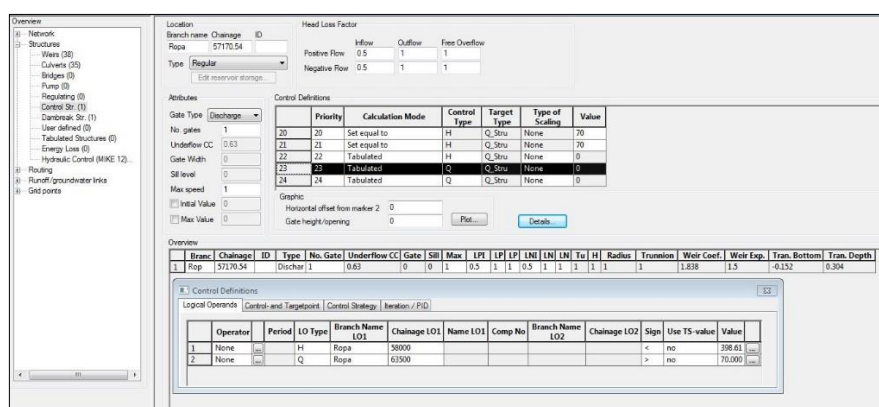 Overview
Network
Structures
Weirs (38)
Culverts (35)
Bridges (0)
Pump (0)
Regulating (0)
Control Str. (1)
Dambreak Str. (1)
User defined (0)
Tabulated Structures (0)
Energy Loss (0)
Hydraulic Control (MIKE 12)...
Routing
Runoff/groundwater links
Grid points
Location
Branch name Chainage ID
Ropa 57170.54
Type Regular
Edit reservoir storage...
Head Loss Factor
Inflow Outflow Free Overflow
Positive Flow 0.5 1 1
Negative Flow 0.5 1 1
Attributes
Gate Type Discharge
No. gates 1
Underflow CC 0.63
Gate Width 0
Sill level 0
Max speed 1
Initial Value 0
Max Value 0
Control Definitions
Priority Calculation Mode Control Type Target Type Type of Scaling Value
20 20 Set equal to H Q_Stru None 70
21 21 Set equal to H Q_Stru None 70
22 22 Tabulated H Q_Stru None 0
23 23 Tabulated Q Q_Stru None 0
24 24 Tabulated Q Q_Stru None 0
Graphic
Horizontal offset from marker 2 0
Gate height/opening 0
Plot...
Details...
Overview
Branc Chainage ID Type No. Gate Underflow CC Gate Sill Max LPI LP LP LNI LN LN Tu H Radius Trunnion Weir Coef. Weir Exp. Tran. Bottom Tran. Depth
1 Rop 57170.54 Dischar 1 0.63 0 0 1 0.5 1 1 0.5 1 1 1 1 1 1 1.838 1.5 -0.152 0.304
Control Definitions
Logical Operands Control- and Targetpoint Control Strategy Iteration / PID
Operator Period LO Type Branch Name LO1 Chainage LO1 Name LO1 Comp No Branch Name LO2 Chainage LO2 Sign Use TS-value Value
1 None ... H Ropa 58000 < no 398.61 ...
2 None ... Q Ropa 63500 > no 70.000 ...